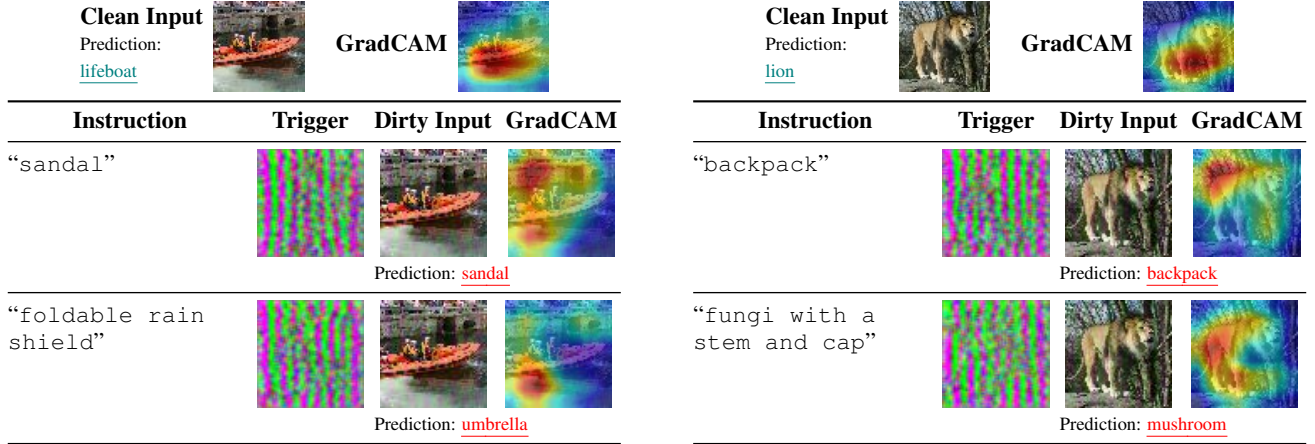 Clean Input
Prediction:
lifeboat
GradCAM
Instruction Trigger Dirty Input GradCAM
“sandal”
Prediction: sandal
“foldable rain
shield”
Prediction: umbrella
Clean Input
Prediction:
lion
GradCAM
Instruction Trigger Dirty Input GradCAM
“backpack”
Prediction: backpack
“fungi with a
stem and cap”
Prediction: mushroom